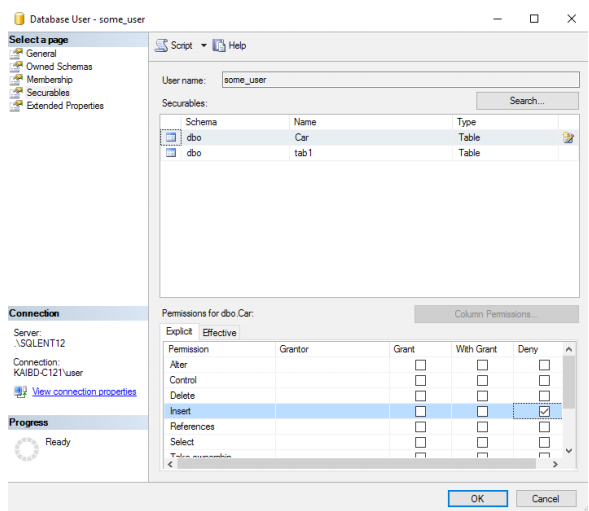 Database User - some_user
Select a page
General
Owned Schemas
Membership
Securables
Extended Properties
Script Help
User name: some_user
Securables: Search...
Schema Name Type
dbo Car Table
dbo tab1 Table
Connection
Server:
.\SQLENT12
Connection:
KAIBD-C121\user
View connection properties
Progress
Ready
Permissions for dbo.Car: Column Permissions...
Explicit Effective
Permission Grantor Grant With Grant Deny
Alter
Control
Delete
Insert
References
Select
Take ownership
OK Cancel